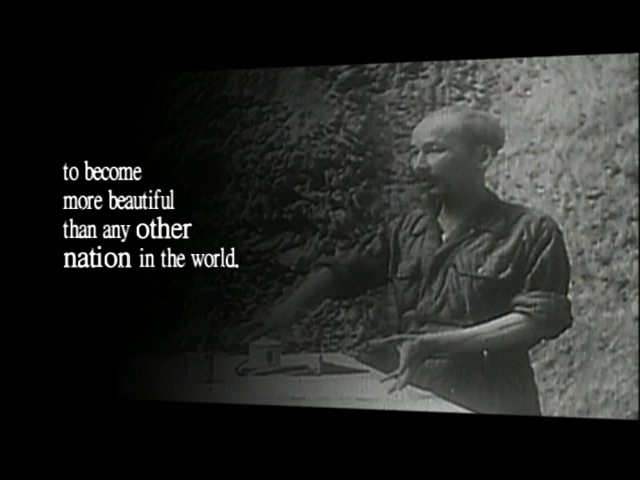 to become
more beautiful
than any other
nation in the world.